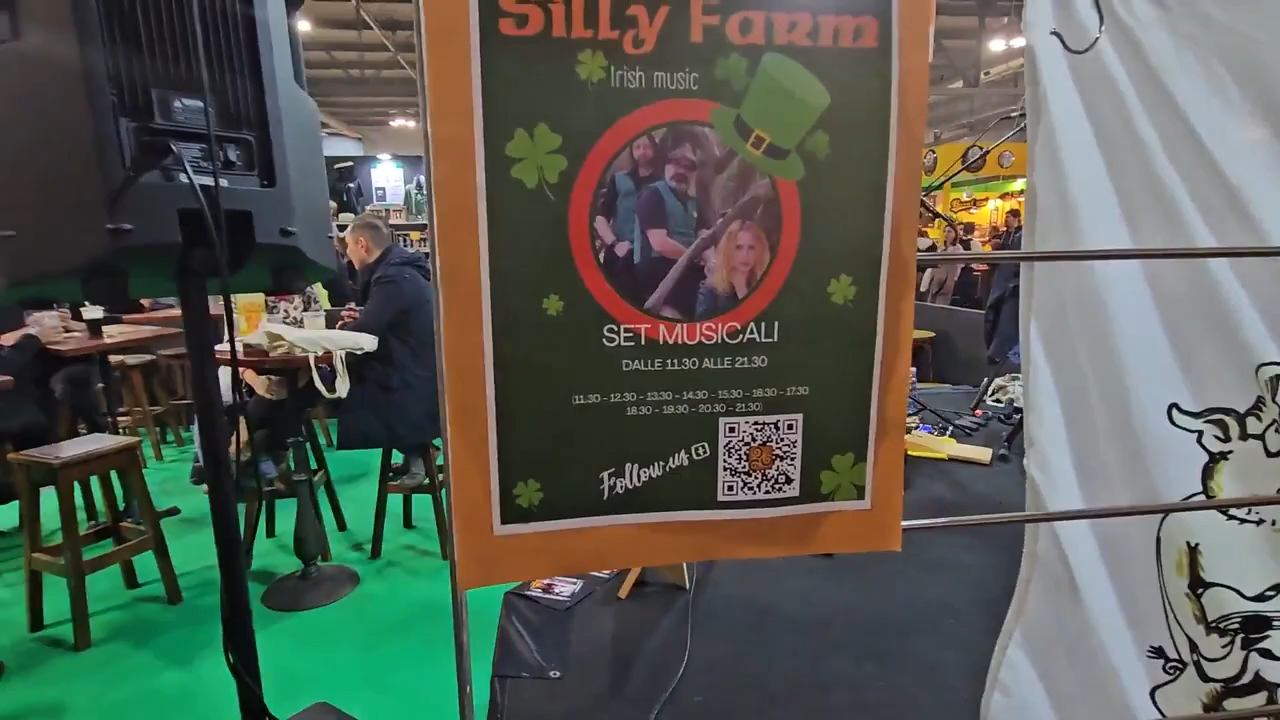 Silly Farm
Irish music
SET MUSICALI
DALLE 11.30 ALLE 21.30
(11.30 - 12.30 - 13.30 - 14.30 - 15.30 - 16.30 - 17.30
18.30 - 19.30 - 20.30 - 21.30)
Follow us